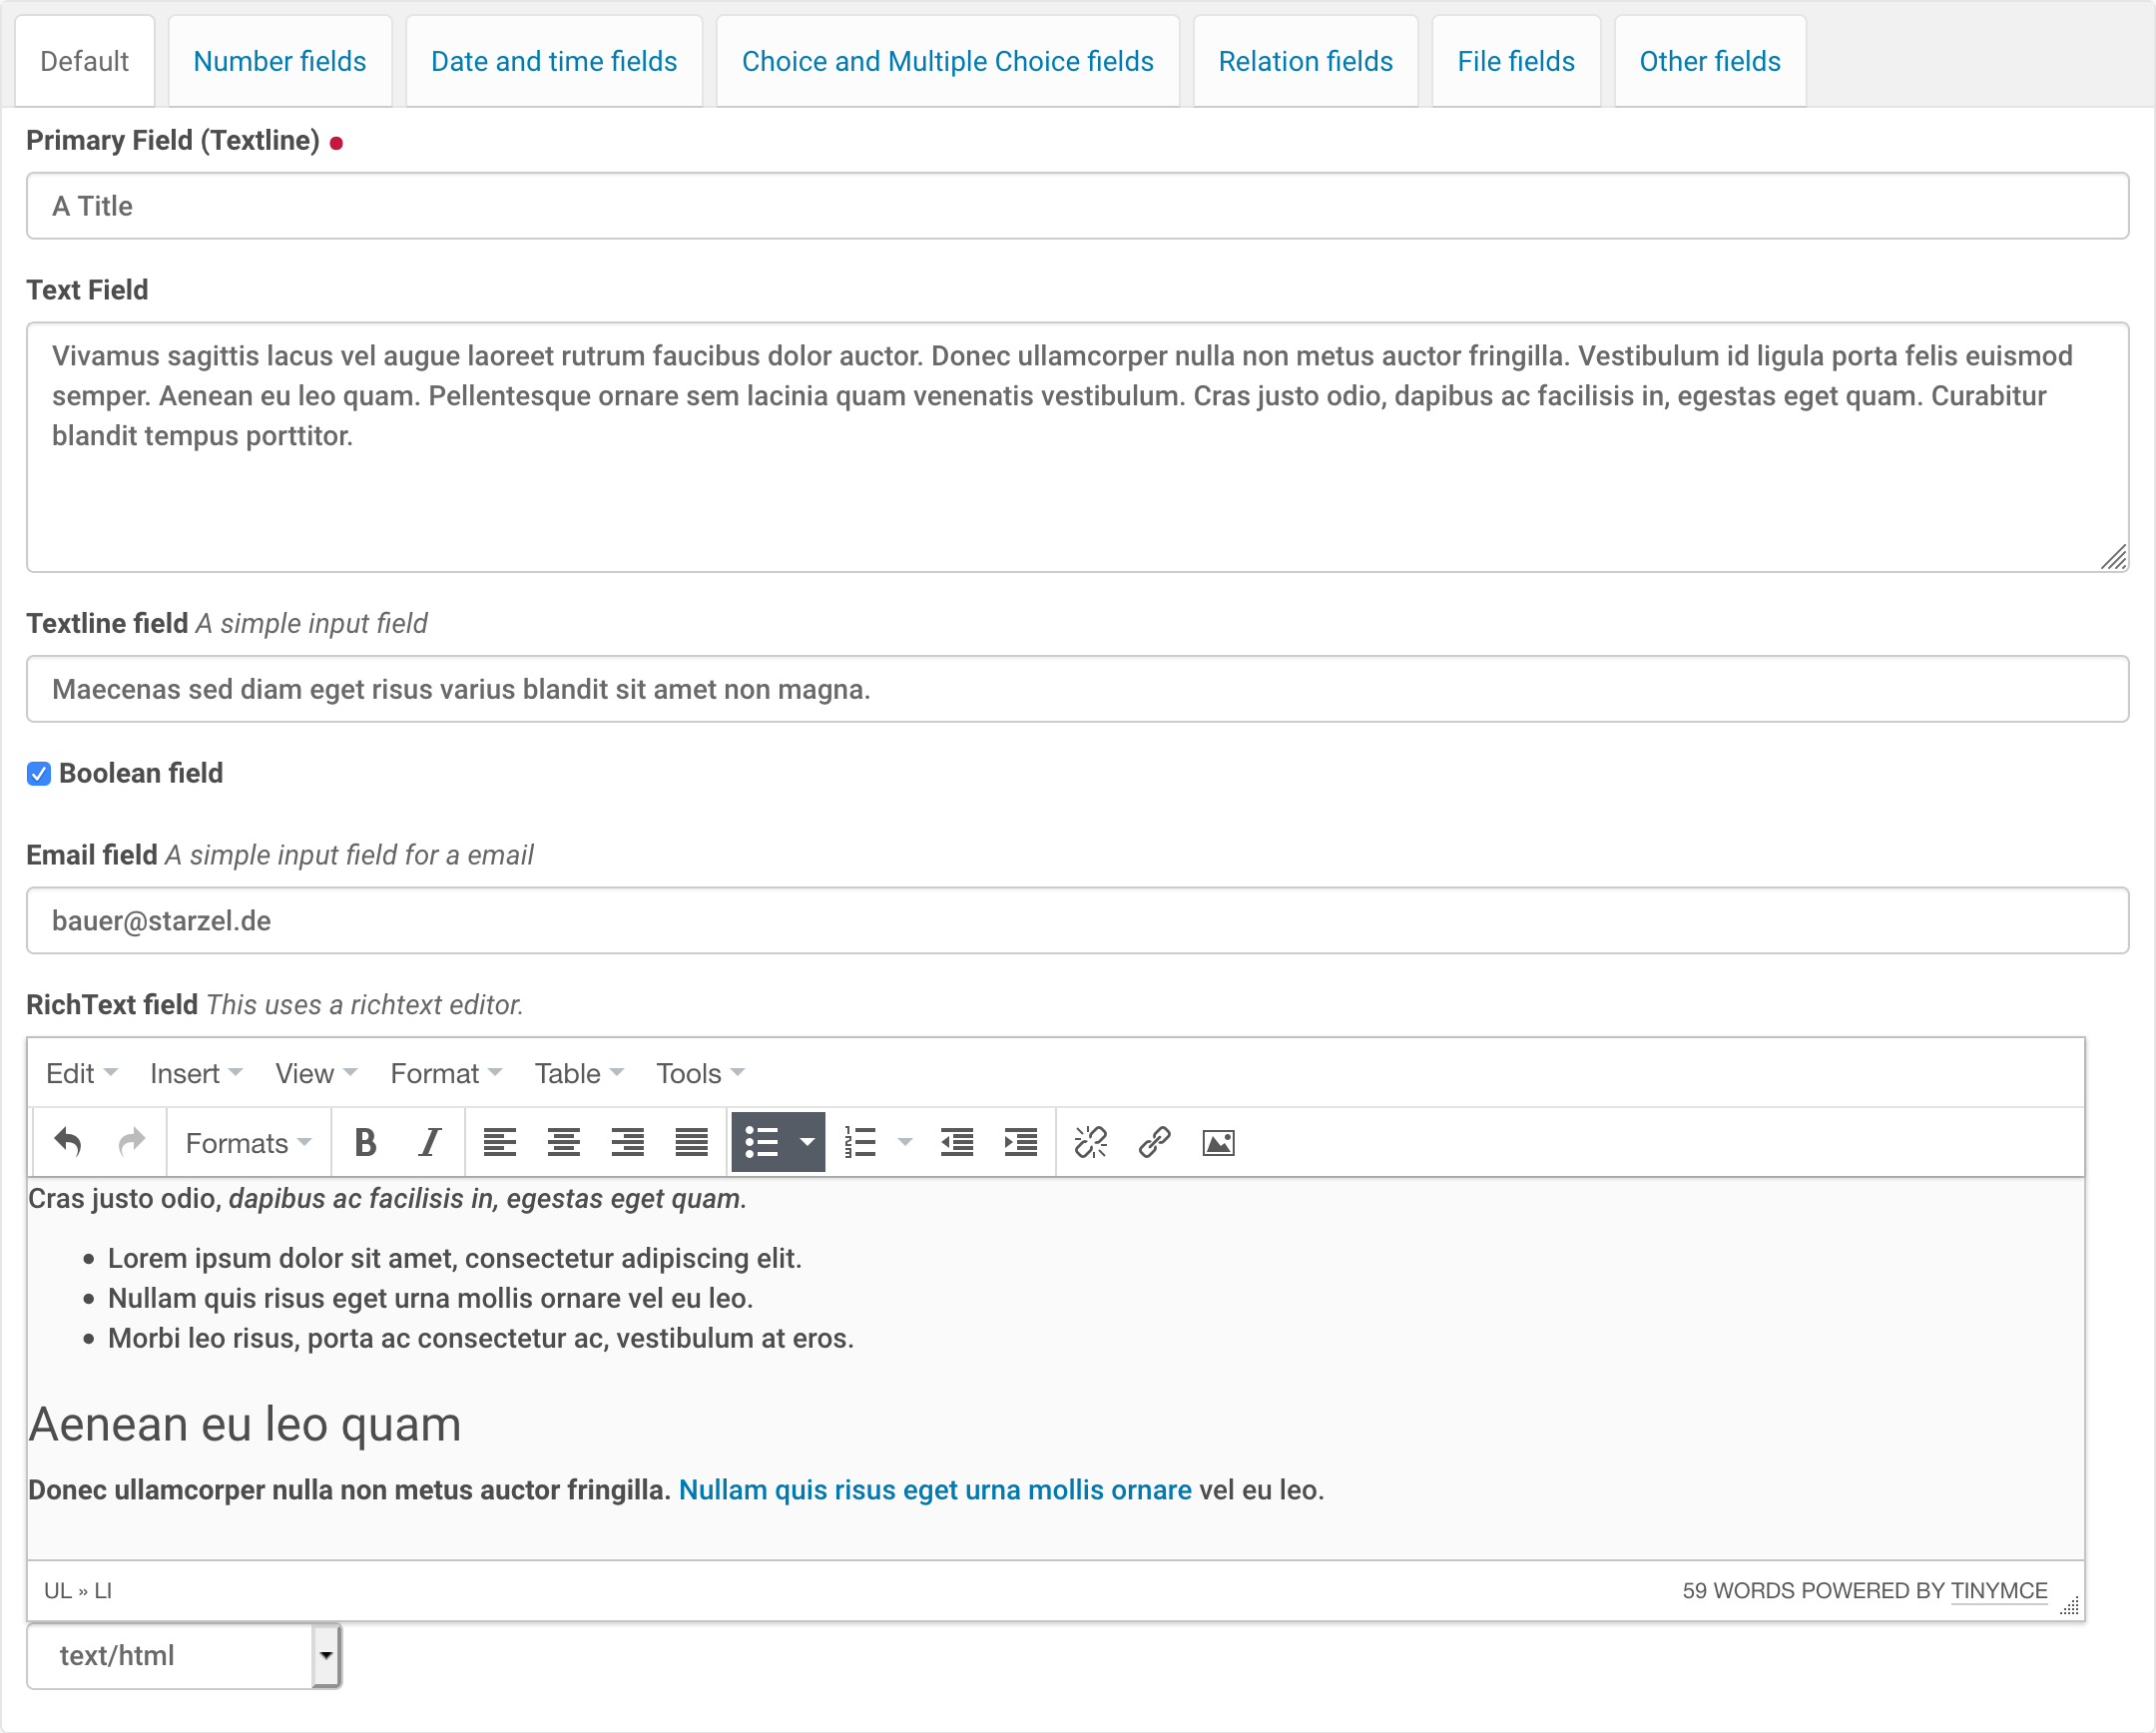 Default Number fields Date and time fields Choice and Multiple Choice fields Relation fields File fields Other fields
Primary Field (Textline)
A Title
Text Field
Vivamus sagittis lacus vel augue laoreet rutrum faucibus dolor auctor. Donec ullamcorper nulla non metus auctor fringilla. Vestibulum id ligula porta felis euismod
semper. Aenean eu leo quam. Pellentesque ornare sem lacinia quam venenatis vestibulum. Cras justo odio, dapibus ac facilisis in, egestas eget quam. Curabitur
blandit tempus porttitor.
Textline field A simple input field
Maecenas sed diam eget risus varius blandit sit amet non magna.
Boolean field
Email field A simple input field for a email
bauer@starzel.de
RichText field This uses a richtext editor.
Edit Insert View Format Table Tools
Formats B I
Cras justo odio, dapibus ac facilisis in, egestas eget quam.
• Lorem ipsum dolor sit amet, consectetur adipiscing elit.
• Nullam quis risus eget urna mollis ornare vel eu leo.
• Morbi leo risus, porta ac consectetur ac, vestibulum at eros.
Aenean eu leo quam
Donec ullamcorper nulla non metus auctor fringilla. Nullam quis risus eget urna mollis ornare vel eu leo.
UL » LI 59 WORDS POWERED BY TINYMCE
text/html